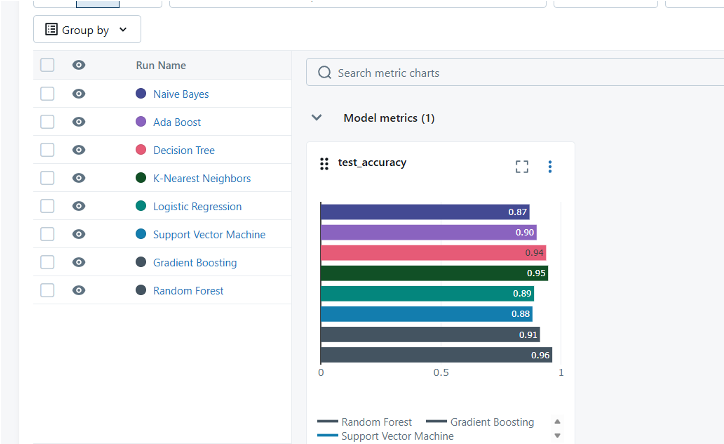 Group by
Run Name
Naive Bayes
Ada Boost
Decision Tree
K-Nearest Neighbors
Logistic Regression
Support Vector Machine
Gradient Boosting
Random Forest
Search metric charts
Model metrics (1)
test_accuracy
0.87
0.90
0.94
0.95
0.89
0.88
0.91
0.96
0 0.5 1
Random Forest Gradient Boosting
Support Vector Machine